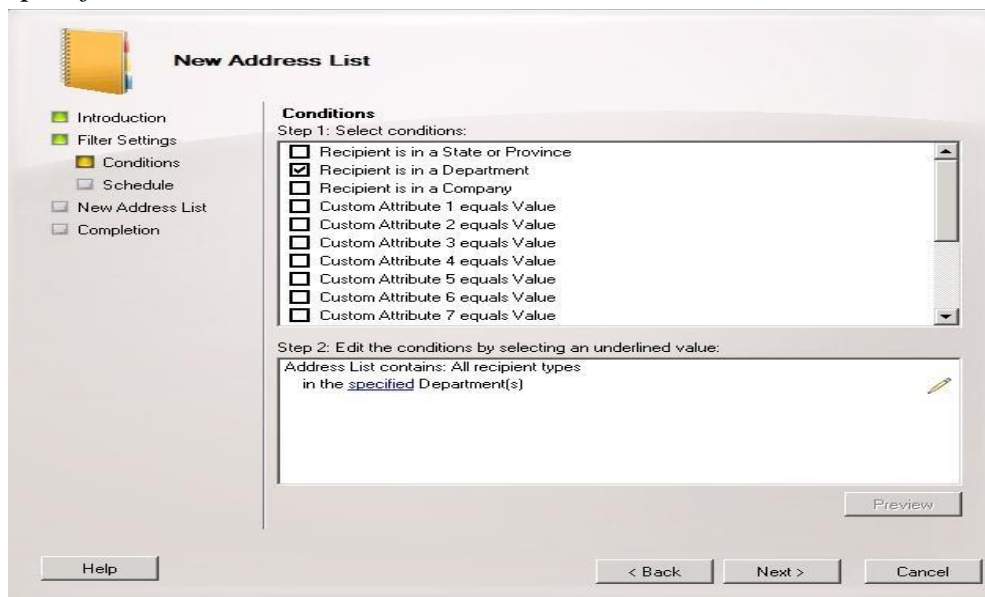 New Address List
Introduction
Filter Settings
Conditions
Schedule
New Address List
Completion
Conditions
Step 1: Select conditions:
Recipient is in a State or Province
Recipient is in a Department
Recipient is in a Company
Custom Attribute 1 equals Value
Custom Attribute 2 equals Value
Custom Attribute 3 equals Value
Custom Attribute 4 equals Value
Custom Attribute 5 equals Value
Custom Attribute 6 equals Value
Custom Attribute 7 equals Value
Step 2: Edit the conditions by selecting an underlined value:
Address List contains: All recipient types
in the specified Department(s)
Preview
Help
< Back
Next >
Cancel